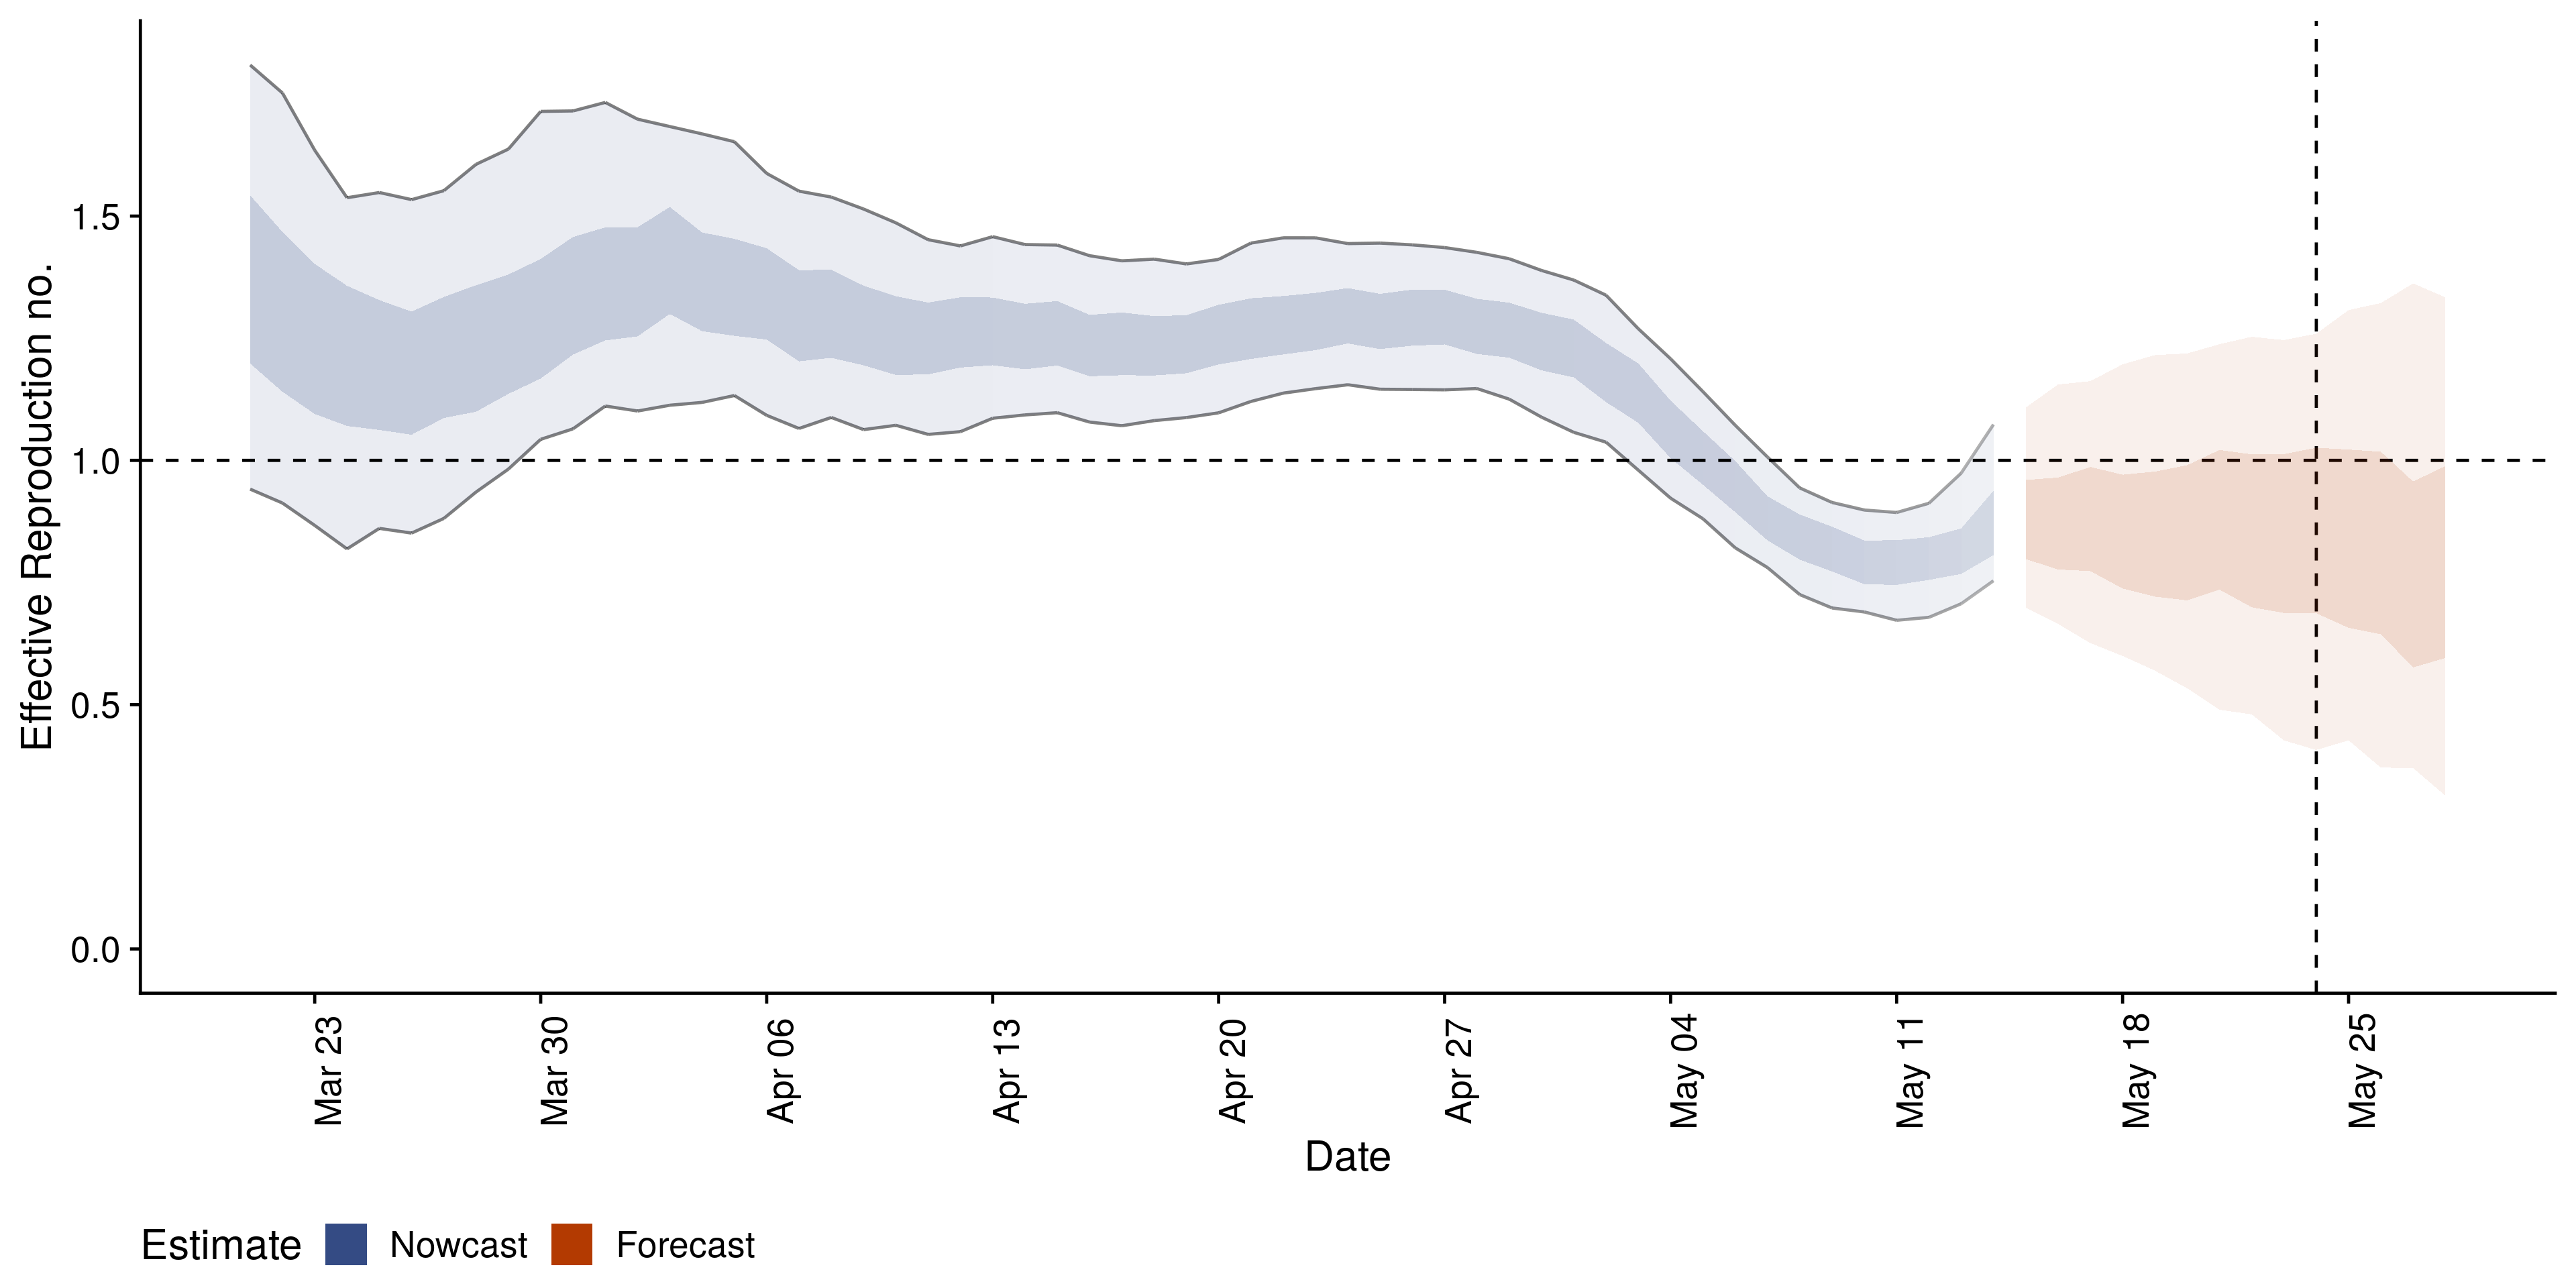 Effective Reproduction no.
1.5
1.0
0.5
0.0
Mar 23
Mar 30
Apr 06
Apr 13
Apr 20
Apr 27
May 04
May 11
May 18
May 25
Date
Estimate Nowcast Forecast